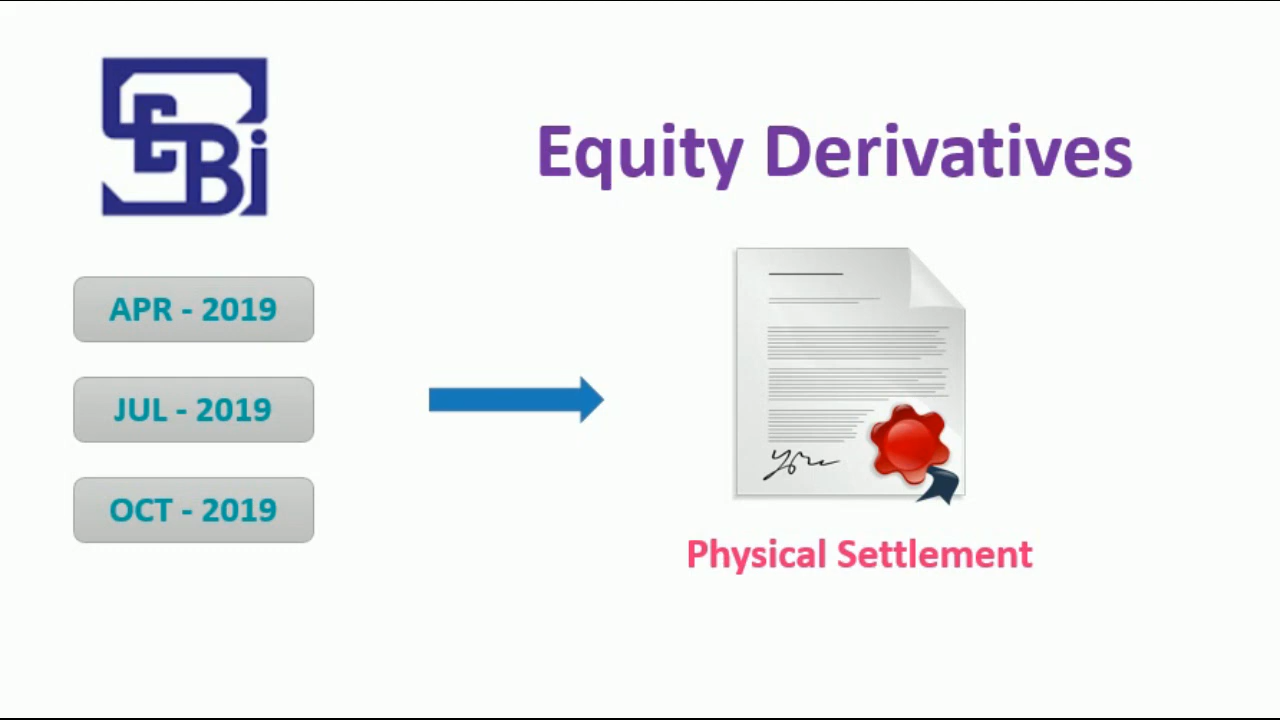 SEBi
Equity Derivatives
APR - 2019
JUL - 2019
OCT - 2019
Physical Settlement